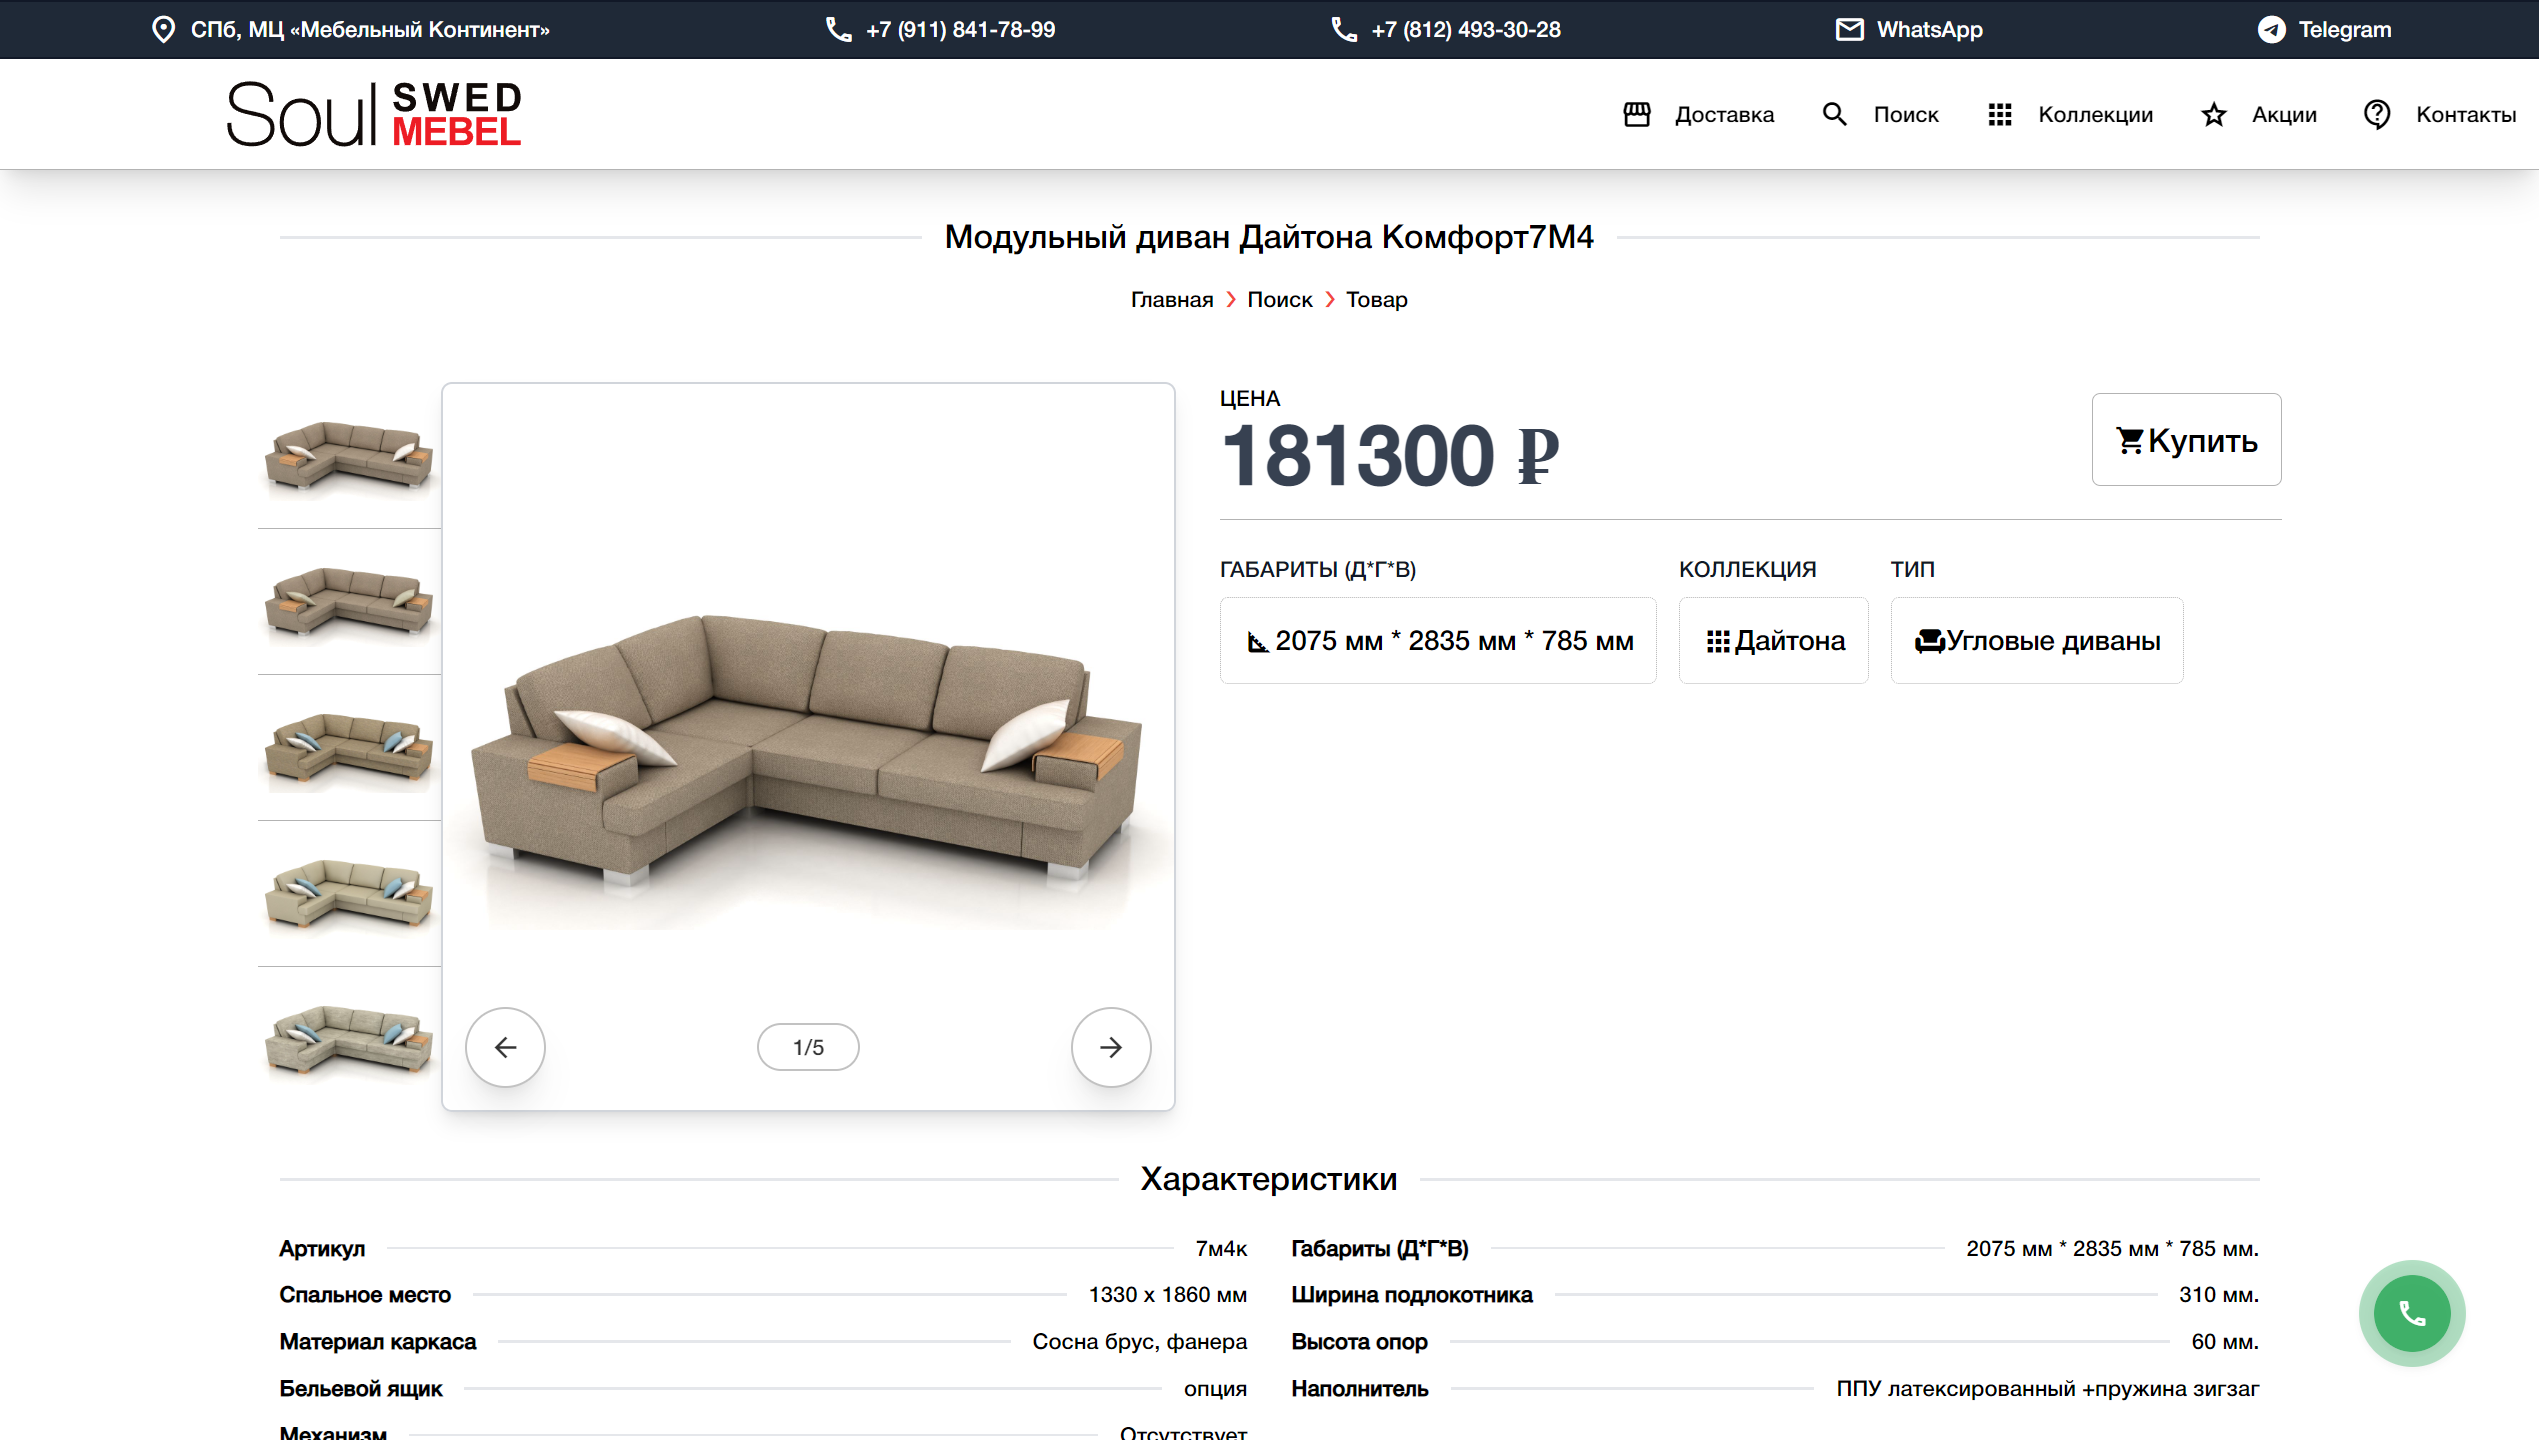 СПб, МЦ «Мебельный Континент»
+7 (911) 841-78-99
+7 (812) 493-30-28
WhatsApp
Telegram
Soul SWED MEBEL
Доставка
Поиск
Коллекции
Акции
Контакты
Модульный диван Дайтона Комфорт7М4
Главная > Поиск > Товар
ЦЕНА
181300 ₽
Купить
ГАБАРИТЫ (Д*Г*В)
2075 мм * 2835 мм * 785 мм
КОЛЛЕКЦИЯ
Дайтона
ТИП
Угловые диваны
1/5
Характеристики
Артикул 7м4к
Спальное место 1330 x 1860 мм
Материал каркаса Сосна брус, фанера
Бельевой ящик опция
Механизм Отсутствует
Габариты (Д*Г*В) 2075 мм * 2835 мм * 785 мм.
Ширина подлокотника 310 мм.
Высота опор 60 мм.
Наполнитель ППУ латексированный +пружина зигзаг